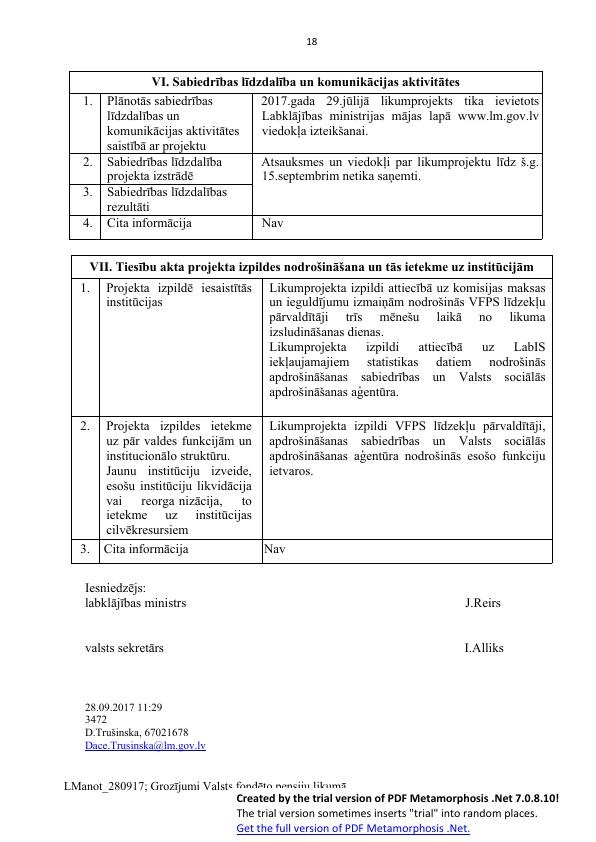 18
VI. Sabiedrības līdzdalība un komunikācijas aktivitātes
1.
Plānotās sabiedrības
līdzdalības un
komunikācijas aktivitātes
saistībā ar projektu
2017.gada 29.jūlijā likumprojekts tika ievietots
Labklājības ministrijas mājas lapā www.lm.gov.lv
viedokļa izteikšanai.
2.
Sabiedrības līdzdalība
projekta izstrādē
Atsauksmes un viedokļi par likumprojektu līdz š.g.
15.septembrim netika saņemti.
3.
Sabiedrības līdzdalības
rezultāti
4.
Cita informācija
Nav
VII. Tiesību akta projekta izpildes nodrošināšana un tās ietekme uz institūcijām
1.
Projekta izpildē iesaistītās
institūcijas
Likumprojekta izpildi attiecībā uz komisijas maksas
un ieguldījumu izmaiņām nodrošinās VFPS līdzekļu
pārvaldītāji trīs mēnešu laikā no likuma
izsludināšanas dienas.
Likumprojekta izpildi attiecībā uz LabIS
iekļaujamajiem statistikas datiem nodrošinās
apdrošināšanas sabiedrības un Valsts sociālās
apdrošināšanas aģentūra.
2.
Projekta izpildes ietekme
uz pār valdes funkcijām un
institucionālo struktūru.
Jaunu institūciju izveide,
esošu institūciju likvidācija
vai reorga nizācija, to
ietekme uz institūcijas
cilvēkresursiem
Likumprojekta izpildi VFPS līdzekļu pārvaldītāji,
apdrošināšanas sabiedrības un Valsts sociālās
apdrošināšanas aģentūra nodrošinās esošo funkciju
ietvaros.
3.
Cita informācija
Nav
Iesniedzējs:
labklājības ministrs J.Reirs
valsts sekretārs I.Alliks
28.09.2017 11:29
3472
D.Trušinska, 67021678
Dace.Trusinska@lm.gov.lv
LManot_280917; Grozījumi Valsts fondēto pensiju likumā
Created by the trial version of PDF Metamorphosis .Net 7.0.8.10!
The trial version sometimes inserts "trial" into random places.
Get the full version of PDF Metamorphosis .Net.